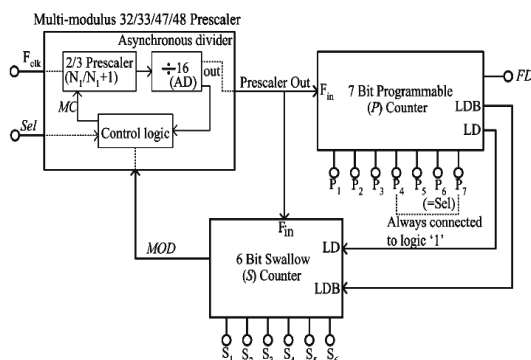 Multi-modulus 32/33/47/48 Prescaler
Asynchronous divider
F_clk
2/3 Prescaler
(N₁/N₁+1)
÷16
(AD)
out
MC
Sel
Control logic
Prescaler Out
F_in
7 Bit Programmable
(P) Counter
FD
LDB
LD
P₁ P₂ P₃ P₄ P₅ P₆ P₇
(=Sel)
Always connected
to logic '1'
MOD
F_in
6 Bit Swallow
(S) Counter
LD
LDB
S₁ S₂ S₃ S₄ S₅ S₆